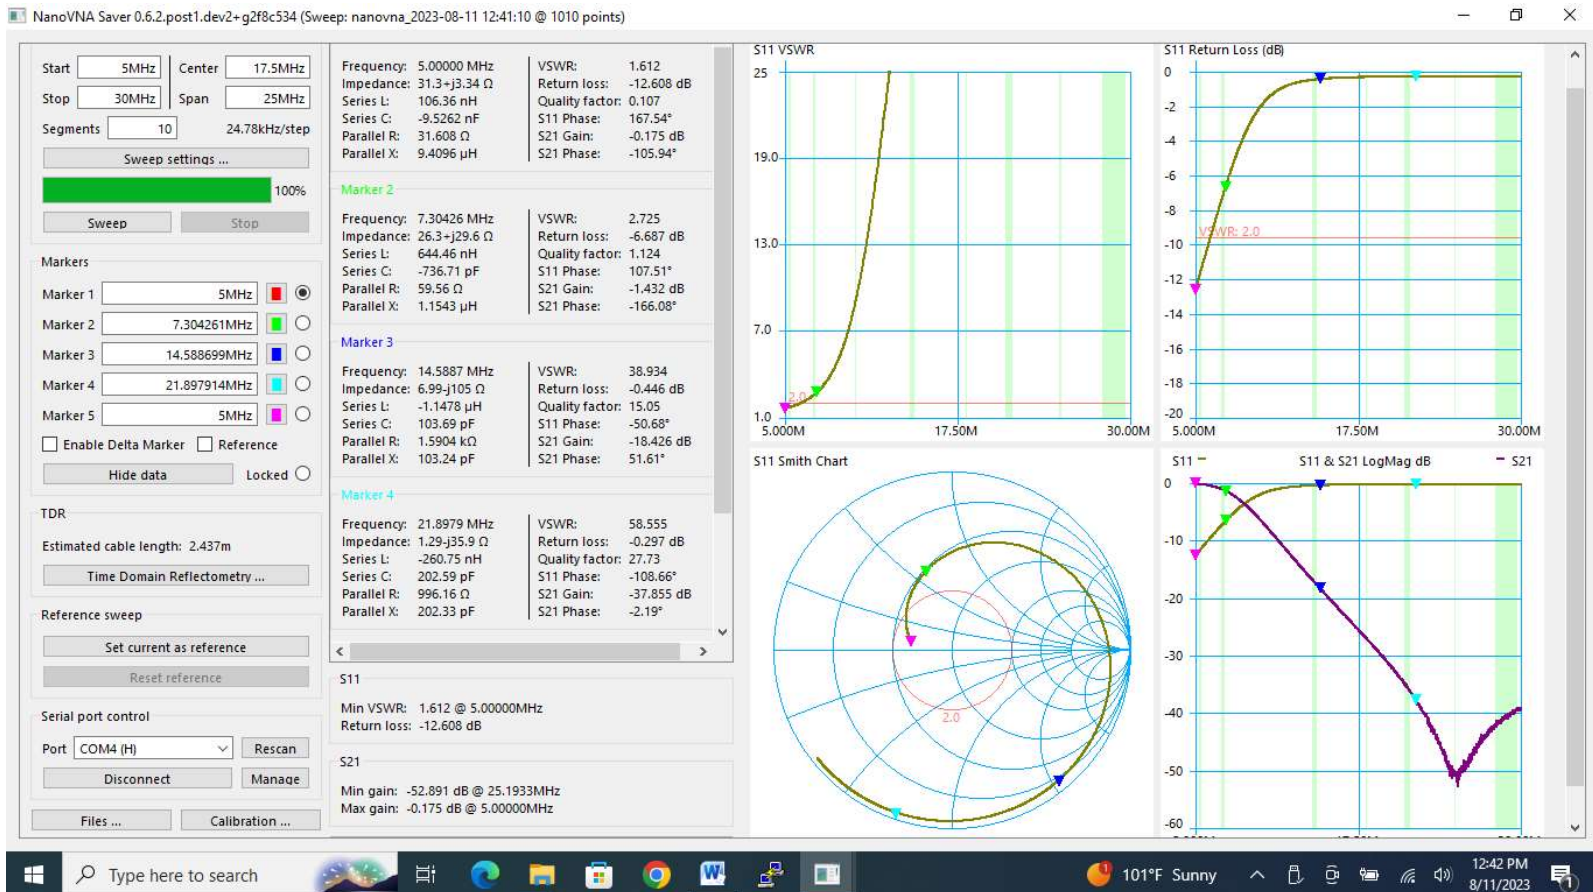 NanoVNA Saver 0.6.2.post1.dev2+g2f8c534 (Sweep: nanovna_2023-08-11 12:41:10 @ 1010 points)
Start 5MHz Center 17.5MHz
Stop 30MHz Span 25MHz
Segments 10 24.78kHz/step
Sweep settings ...
100%
Sweep Stop
Markers
Marker 1 5MHz
Marker 2 7.304261MHz
Marker 3 14.588699MHz
Marker 4 21.897914MHz
Marker 5 5MHz
Enable Delta Marker Reference
Hide data Locked
TDR
Estimated cable length: 2.437m
Time Domain Reflectometry ...
Reference sweep
Set current as reference
Reset reference
Serial port control
Port COM4 (H) Rescan
Disconnect Manage
Files ... Calibration ...
Frequency: 5.00000 MHz VSWR: 1.612
Impedance: 31.3+j3.34 Ω Return loss: -12.608 dB
Series L: 106.36 nH Quality factor: 0.107
Series C: -9.5262 nF S11 Phase: 167.54°
Parallel R: 31.608 Ω S21 Gain: -0.175 dB
Parallel X: 9.4096 µH S21 Phase: -105.94°
Marker 2
Frequency: 7.30426 MHz VSWR: 2.725
Impedance: 26.3+j29.6 Ω Return loss: -6.687 dB
Series L: 644.46 nH Quality factor: 1.124
Series C: -736.71 pF S11 Phase: 107.51°
Parallel R: 59.56 Ω S21 Gain: -1.432 dB
Parallel X: 1.1543 µH S21 Phase: -166.08°
Marker 3
Frequency: 14.5887 MHz VSWR: 38.934
Impedance: 6.99-j105 Ω Return loss: -0.446 dB
Series L: -1.1478 µH Quality factor: 15.05
Series C: 103.69 pF S11 Phase: -50.68°
Parallel R: 1.5904 kΩ S21 Gain: -18.426 dB
Parallel X: 103.24 pF S21 Phase: 51.61°
Marker 4
Frequency: 21.8979 MHz VSWR: 58.555
Impedance: 1.29-j35.9 Ω Return loss: -0.297 dB
Series L: -260.75 nH Quality factor: 27.73
Series C: 202.59 pF S11 Phase: -108.66°
Parallel R: 996.16 Ω S21 Gain: -37.855 dB
Parallel X: 202.33 pF S21 Phase: -2.19°
S11
Min VSWR: 1.612 @ 5.00000MHz
Return loss: -12.608 dB
S21
Min gain: -52.891 dB @ 25.1933MHz
Max gain: -0.175 dB @ 5.00000MHz
S11 VSWR
25
19.0
13.0
7.0
2.0
1.0
5.000M 17.50M 30.00M
S11 Return Loss (dB)
0
-2
-4
-6
-8
VSWR: 2.0
-10
-12
-14
-16
-18
-20
5.000M 17.50M 30.00M
S11 Smith Chart
2.0
S11 S11 & S21 LogMag dB S21
0
-10
-20
-30
-40
-50
-60
Type here to search
W
101°F Sunny
12:42 PM
8/11/2023
1